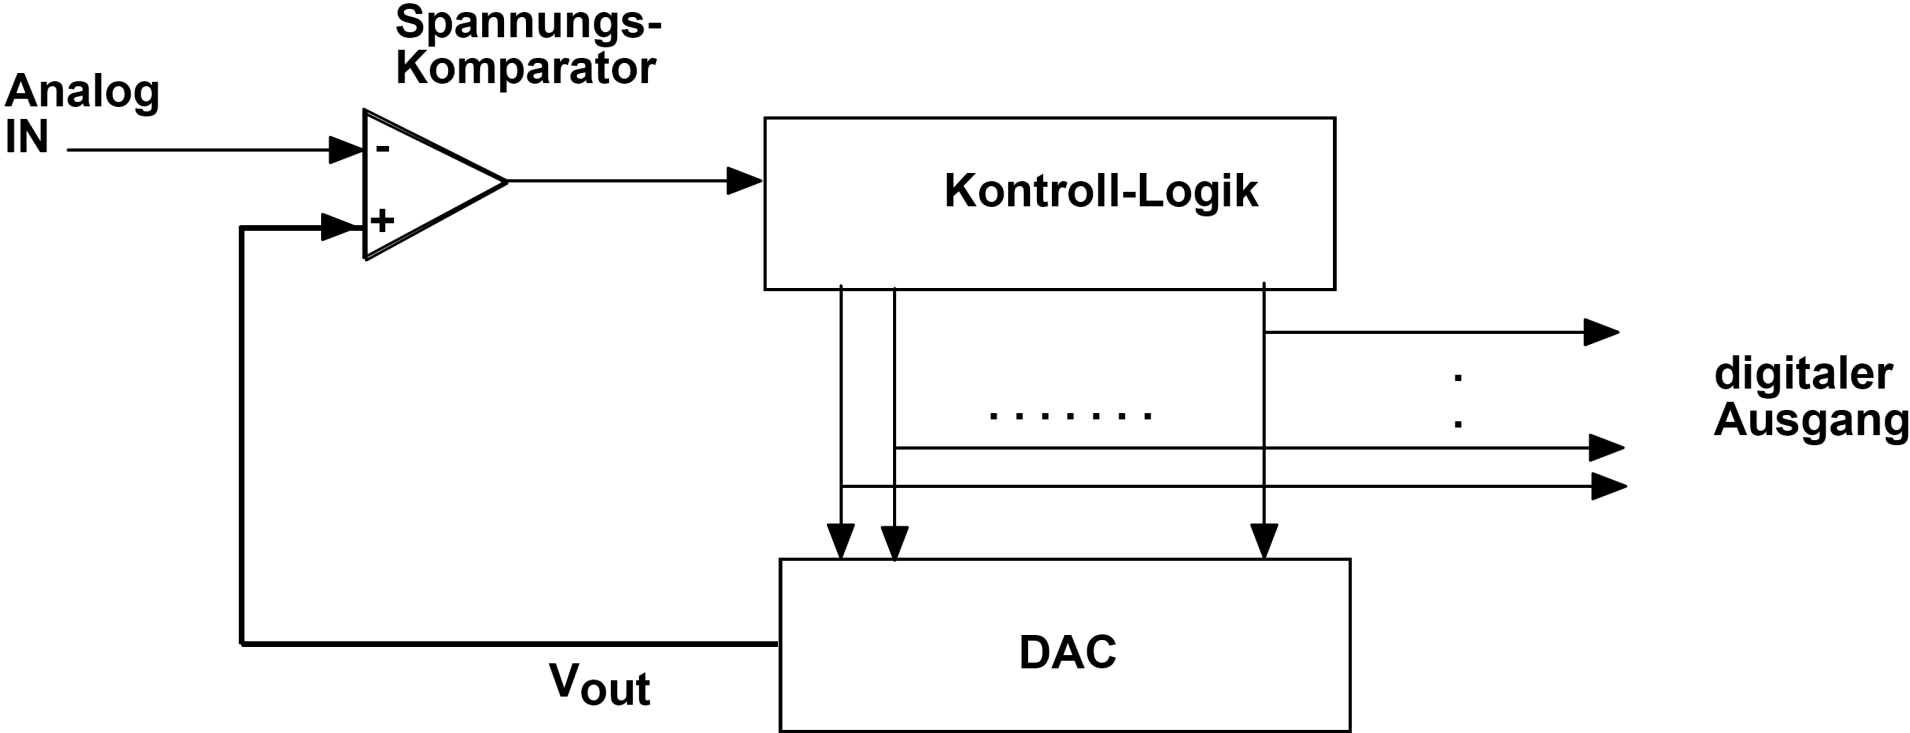 Spannungs-
Komparator
Analog
IN
-
+
Kontroll-Logik
. . . . . . .
.
.
digitaler
Ausgang
DAC
Vout